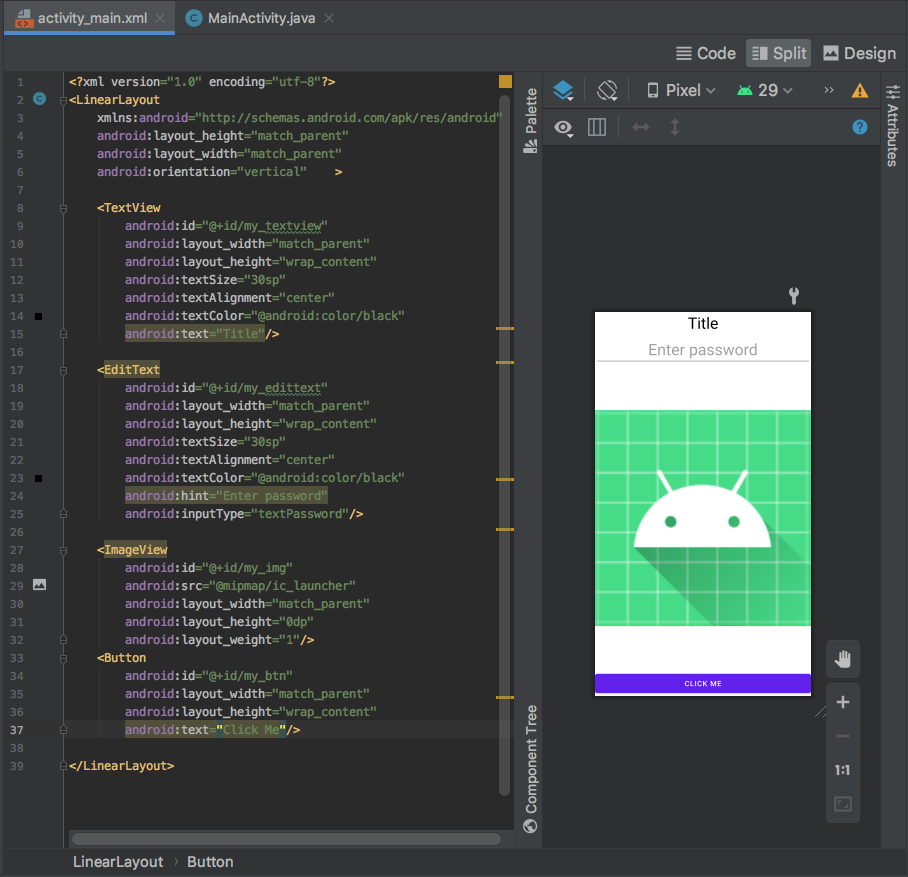 activity_main.xml MainActivity.java
Code Split Design
1 <?xml version="1.0" encoding="utf-8"?>
2 <LinearLayout
3 xmlns:android="http://schemas.android.com/apk/res/android"
4 android:layout_height="match_parent"
5 android:layout_width="match_parent"
6 android:orientation="vertical" >
7
8 <TextView
9 android:id="@+id/my_textview"
10 android:layout_width="match_parent"
11 android:layout_height="wrap_content"
12 android:textSize="30sp"
13 android:textAlignment="center"
14 android:textColor="@android:color/black"
15 android:text="Title"/>
16
17 <EditText
18 android:id="@+id/my_edittext"
19 android:layout_width="match_parent"
20 android:layout_height="wrap_content"
21 android:textSize="30sp"
22 android:textAlignment="center"
23 android:textColor="@android:color/black"
24 android:hint="Enter password"
25 android:inputType="textPassword"/>
26
27 <ImageView
28 android:id="@+id/my_img"
29 android:src="@mipmap/ic_launcher"
30 android:layout_width="match_parent"
31 android:layout_height="0dp"
32 android:layout_weight="1"/>
33 <Button
34 android:id="@+id/my_btn"
35 android:layout_width="match_parent"
36 android:layout_height="wrap_content"
37 android:text="Click Me"/>
38
39 </LinearLayout>
LinearLayout › Button
Palette
Component Tree
Pixel 29 »
?
Attributes
Title
Enter password
CLICK ME
1:1